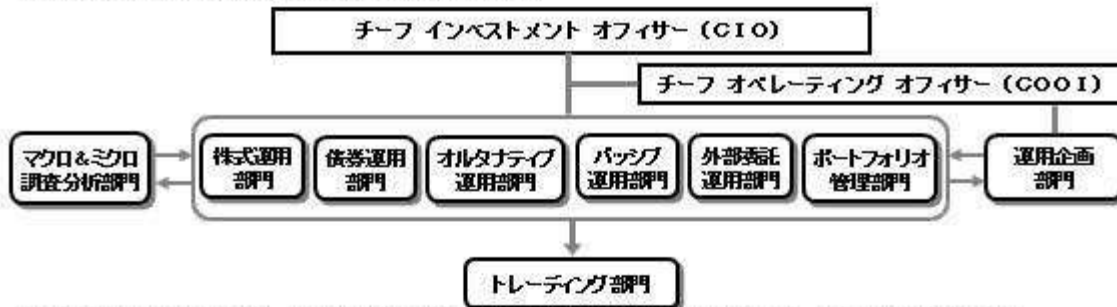 チーフ インベストメント オフィサー (CIO)
チーフ オペレーティング オフィサー (COOI)
マクロ&ミクロ
調査分析部門
株式運用
部門
債券運用
部門
オルタナティブ
運用部門
パッシブ
運用部門
外部委託
運用部門
ポートフォリオ
管理部門
運用企画
部門
トレーディング部門